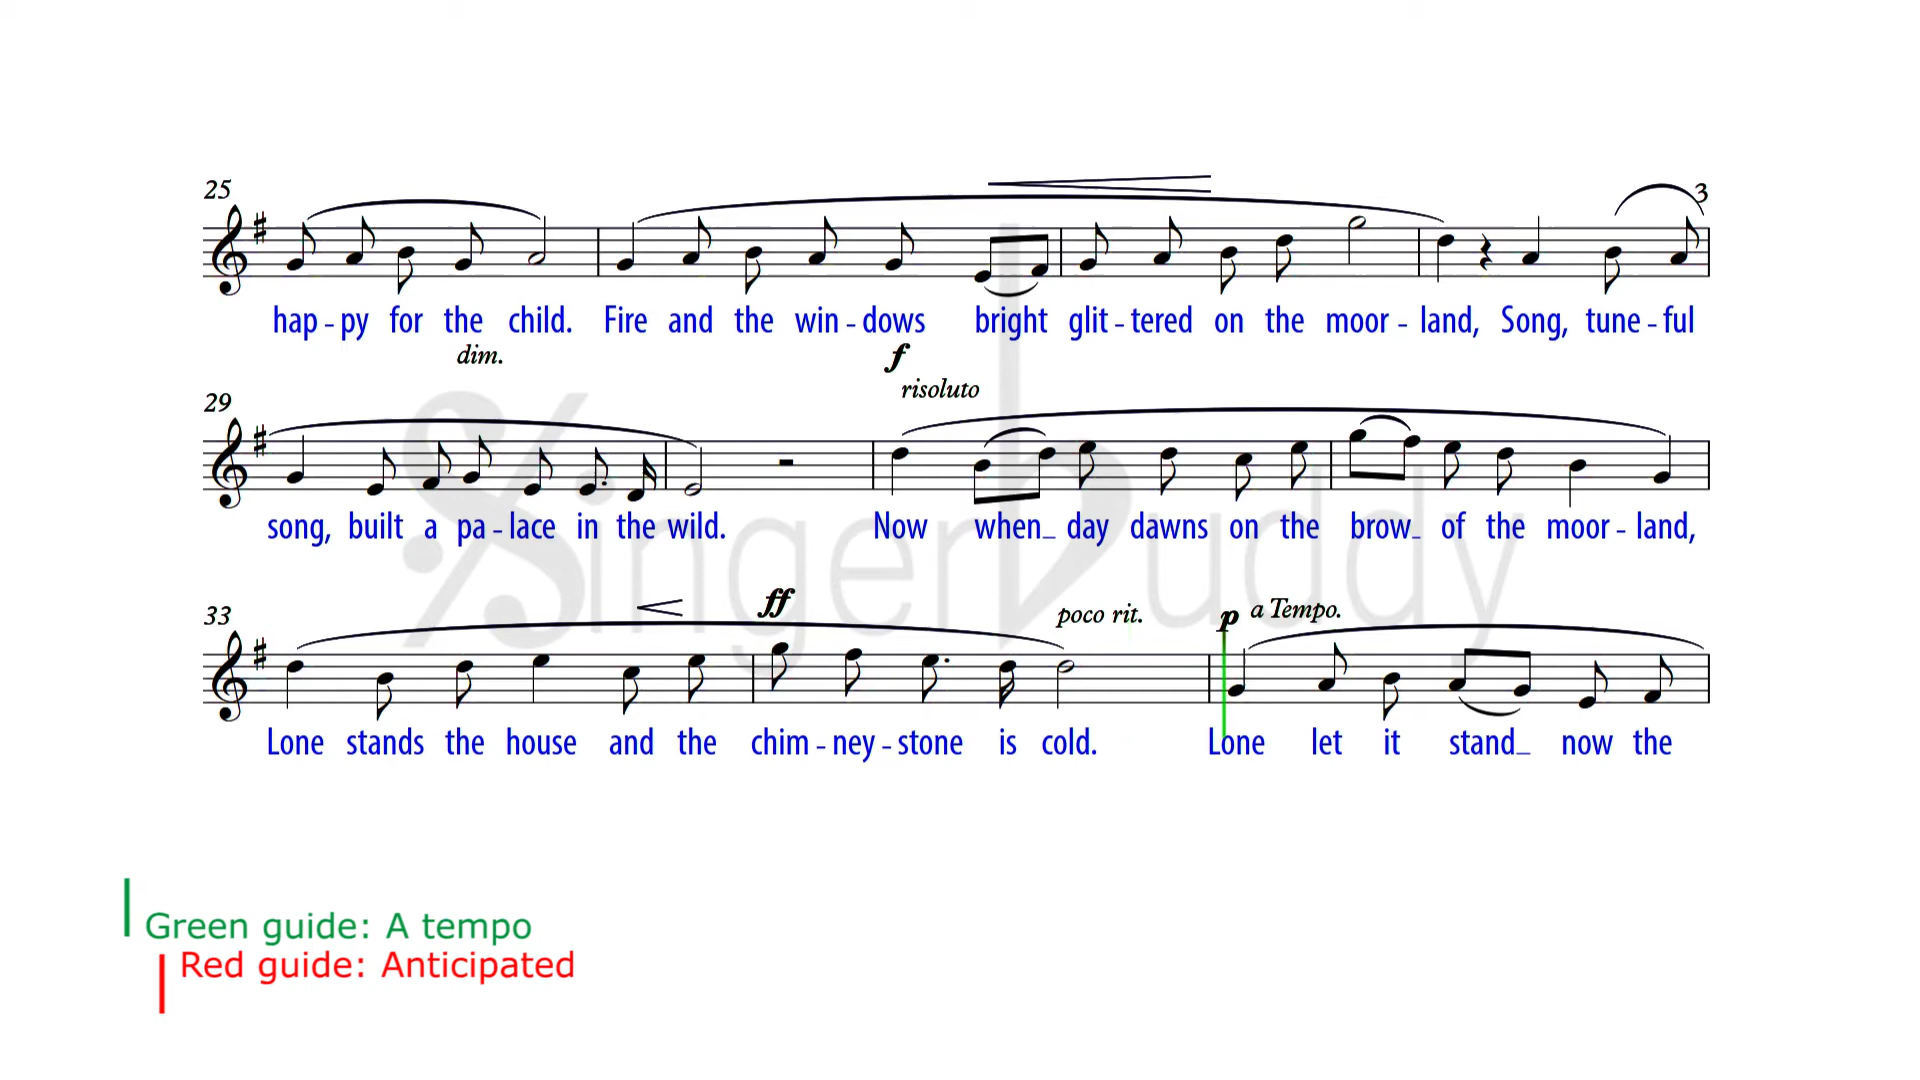 25
3
hap - py for the child. Fire and the win - dows bright glit - tered on the moor - land, Song, tune - ful
dim.
f
risoluto
29
song, built a pa - lace in the wild. Now when_ day dawns on the brow_ of the moor - land,
33
ff
poco rit.
p a Tempo.
Lone stands the house and the chim - ney - stone is cold. Lone let it stand_ now the
Singerbuddy
Green guide: A tempo
Red guide: Anticipated